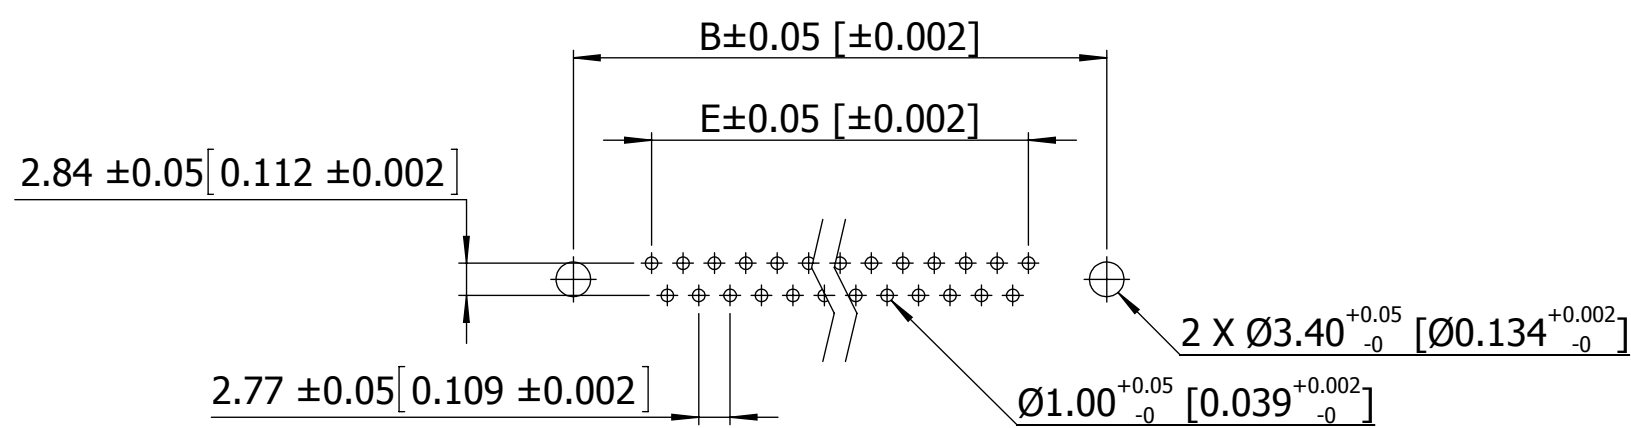 B±0.05 [±0.002]
E±0.05 [±0.002]
2.84 ±0.05[0.112 ±0.002]
2 X Ø3.40+0.05 -0 [Ø0.134+0.002 -0]
2.77 ±0.05[0.109 ±0.002]
Ø1.00+0.05 -0 [0.039+0.002 -0]